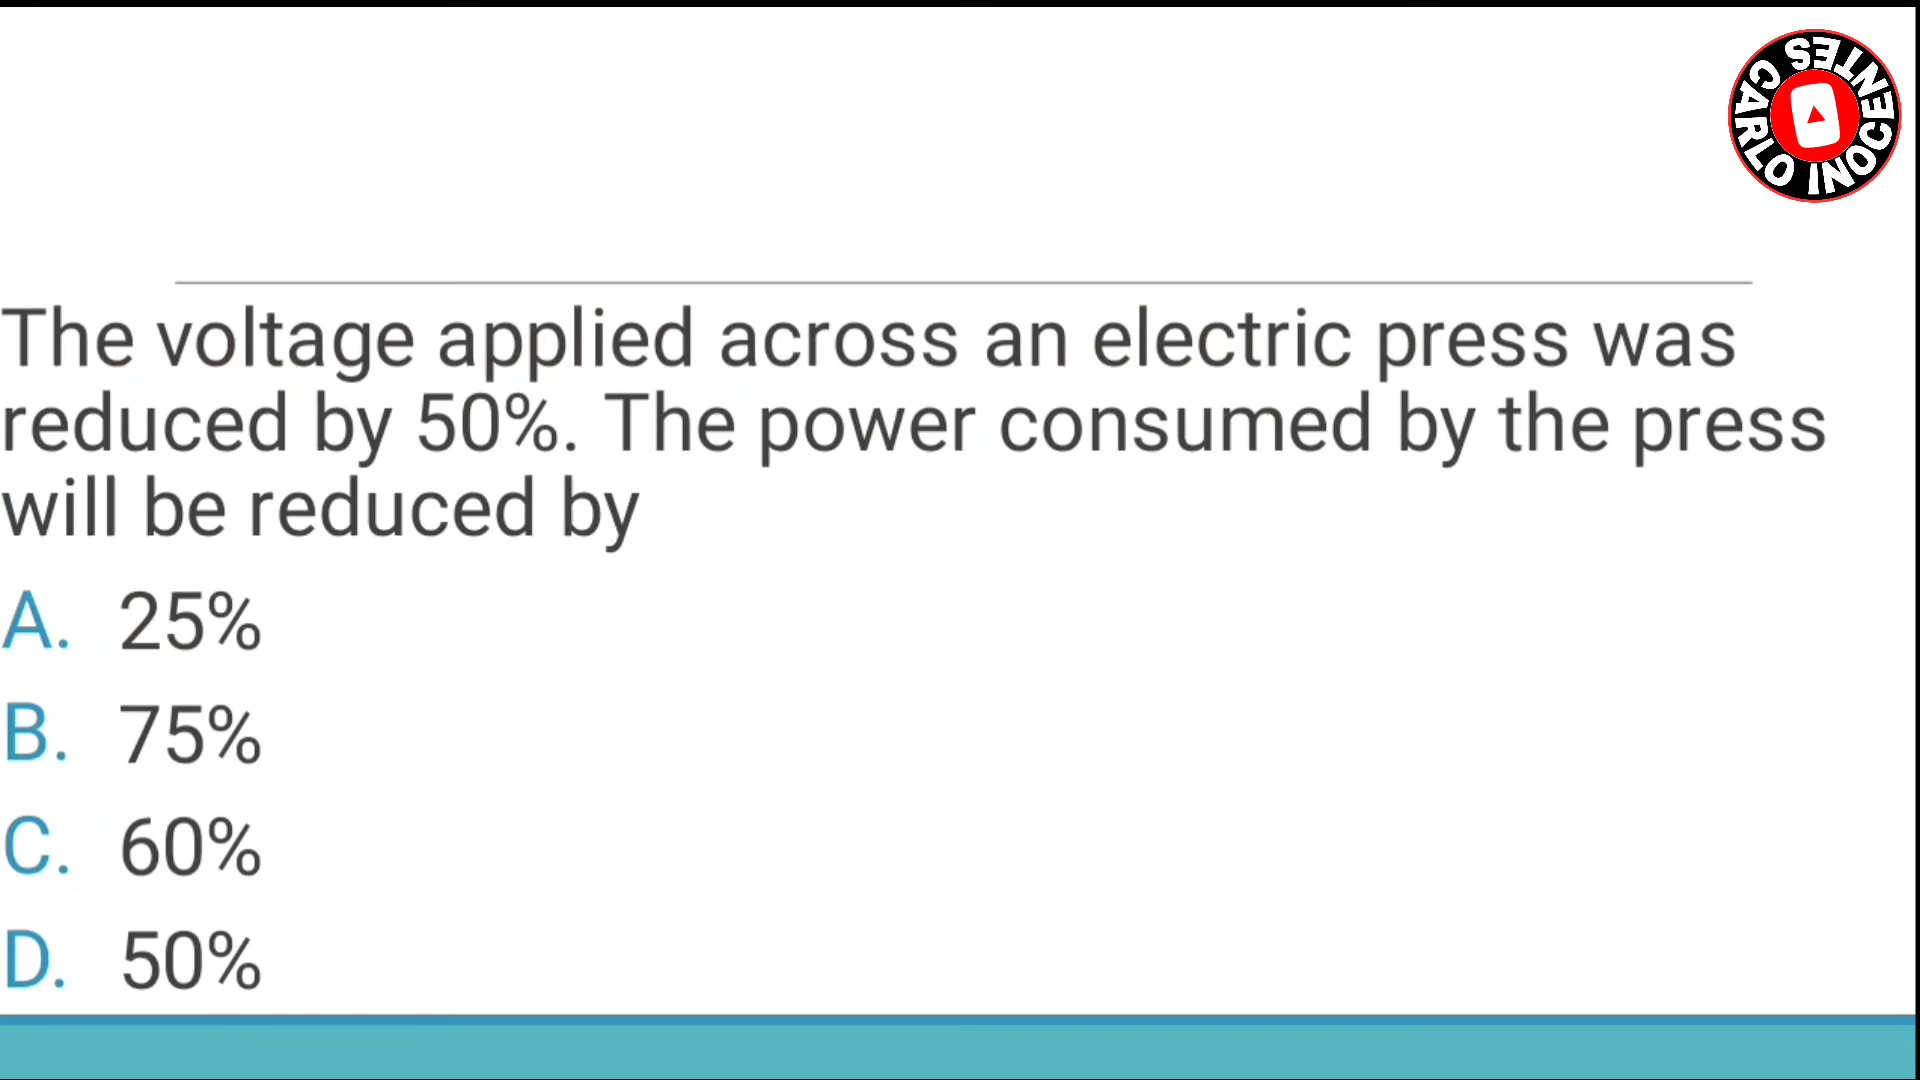 CARLO INOCENTES
The voltage applied across an electric press was
reduced by 50%. The power consumed by the press
will be reduced by
A. 25%
B. 75%
C. 60%
D. 50%